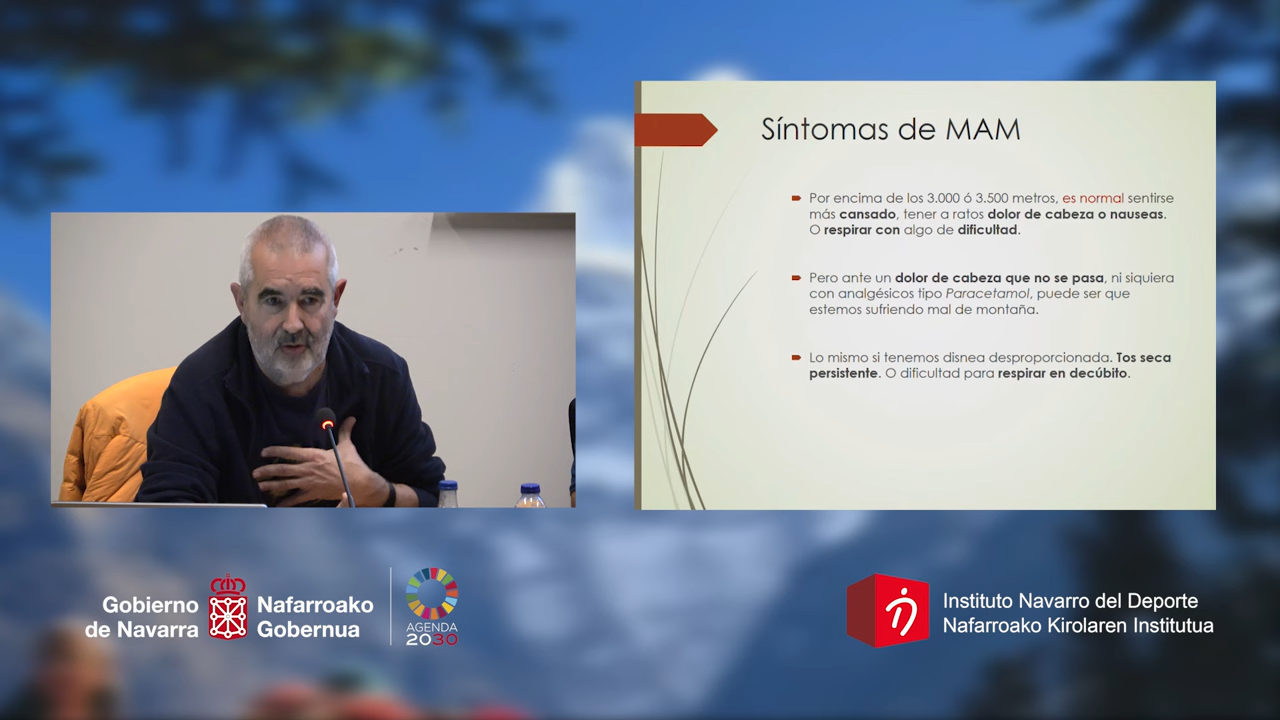 Síntomas de MAM
Por encima de los 3.000 ó 3.500 metros, es normal sentirse
más cansado, tener a ratos dolor de cabeza o nauseas.
O respirar con algo de dificultad.
Pero ante un dolor de cabeza que no se pasa, ni siquiera
con analgésicos tipo Paracetamol, puede ser que
estemos sufriendo mal de montaña.
Lo mismo si tenemos disnea desproporcionada. Tos seca
persistente. O dificultad para respirar en decúbito.
Gobierno
de Navarra
Nafarroako
Gobernua
AGENDA
2030
Instituto Navarro del Deporte
Nafarroako Kirolaren Institutua